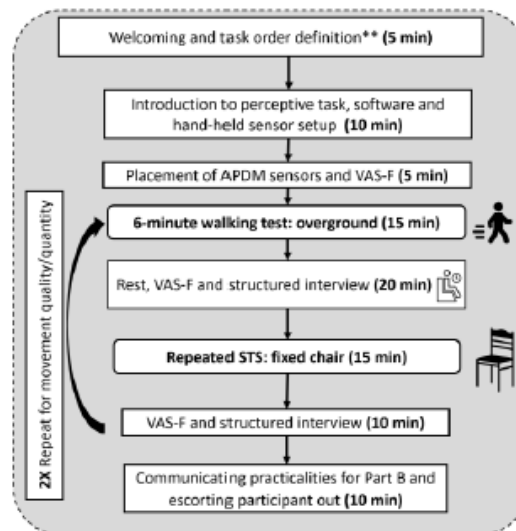 Welcoming and task order definition** (5 min)
Introduction to perceptive task, software and
hand-held sensor setup (10 min)
Placement of APDM sensors and VAS-F (5 min)
6-minute wallking test: overground (15 min)
Rest, VAS-F and structured interview (20 min)
Repeated STS: fixed chair (15 min)
VAS-F and structured interview (10 min)
Communicating practicalities for Part B and
escorting participant out (10 min)
2X Repeat for movement quality/quantity